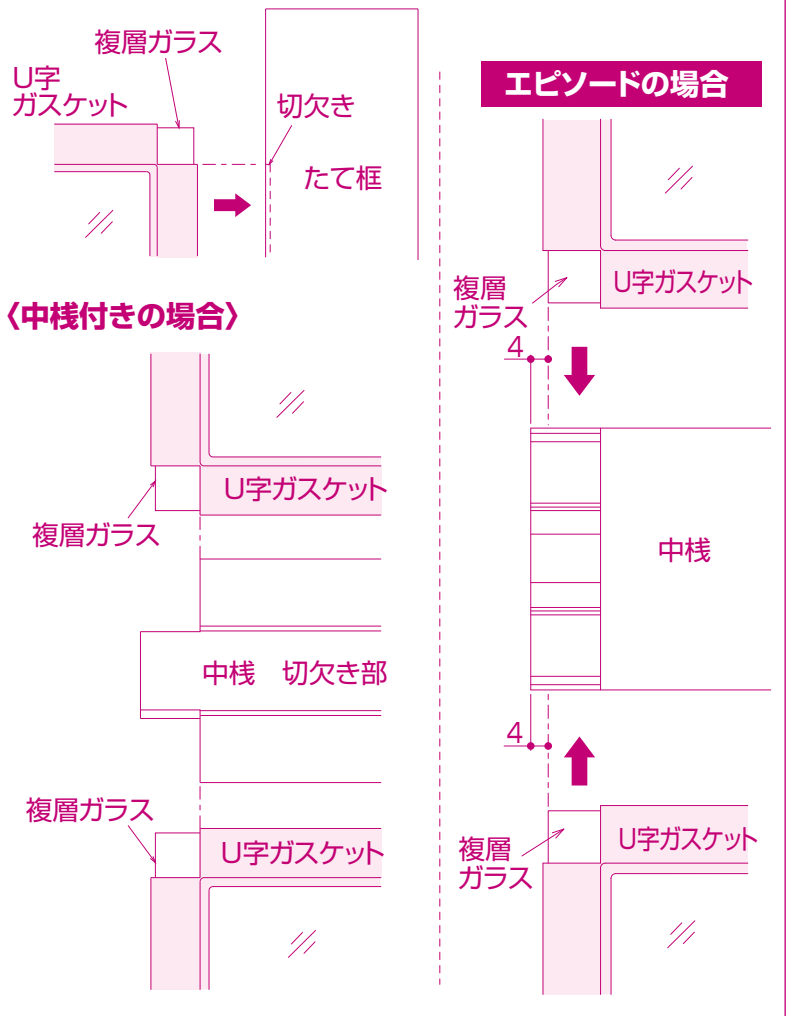 複層ガラス
U字
ガスケット
切欠き
たて框
〈中桟付きの場合〉
U字ガスケット
複層ガラス
中桟　切欠き部
複層ガラス
U字ガスケット
エピソードの場合
複層
ガラス
U字ガスケット
4
中桟
4
複層
ガラス
U字ガスケット